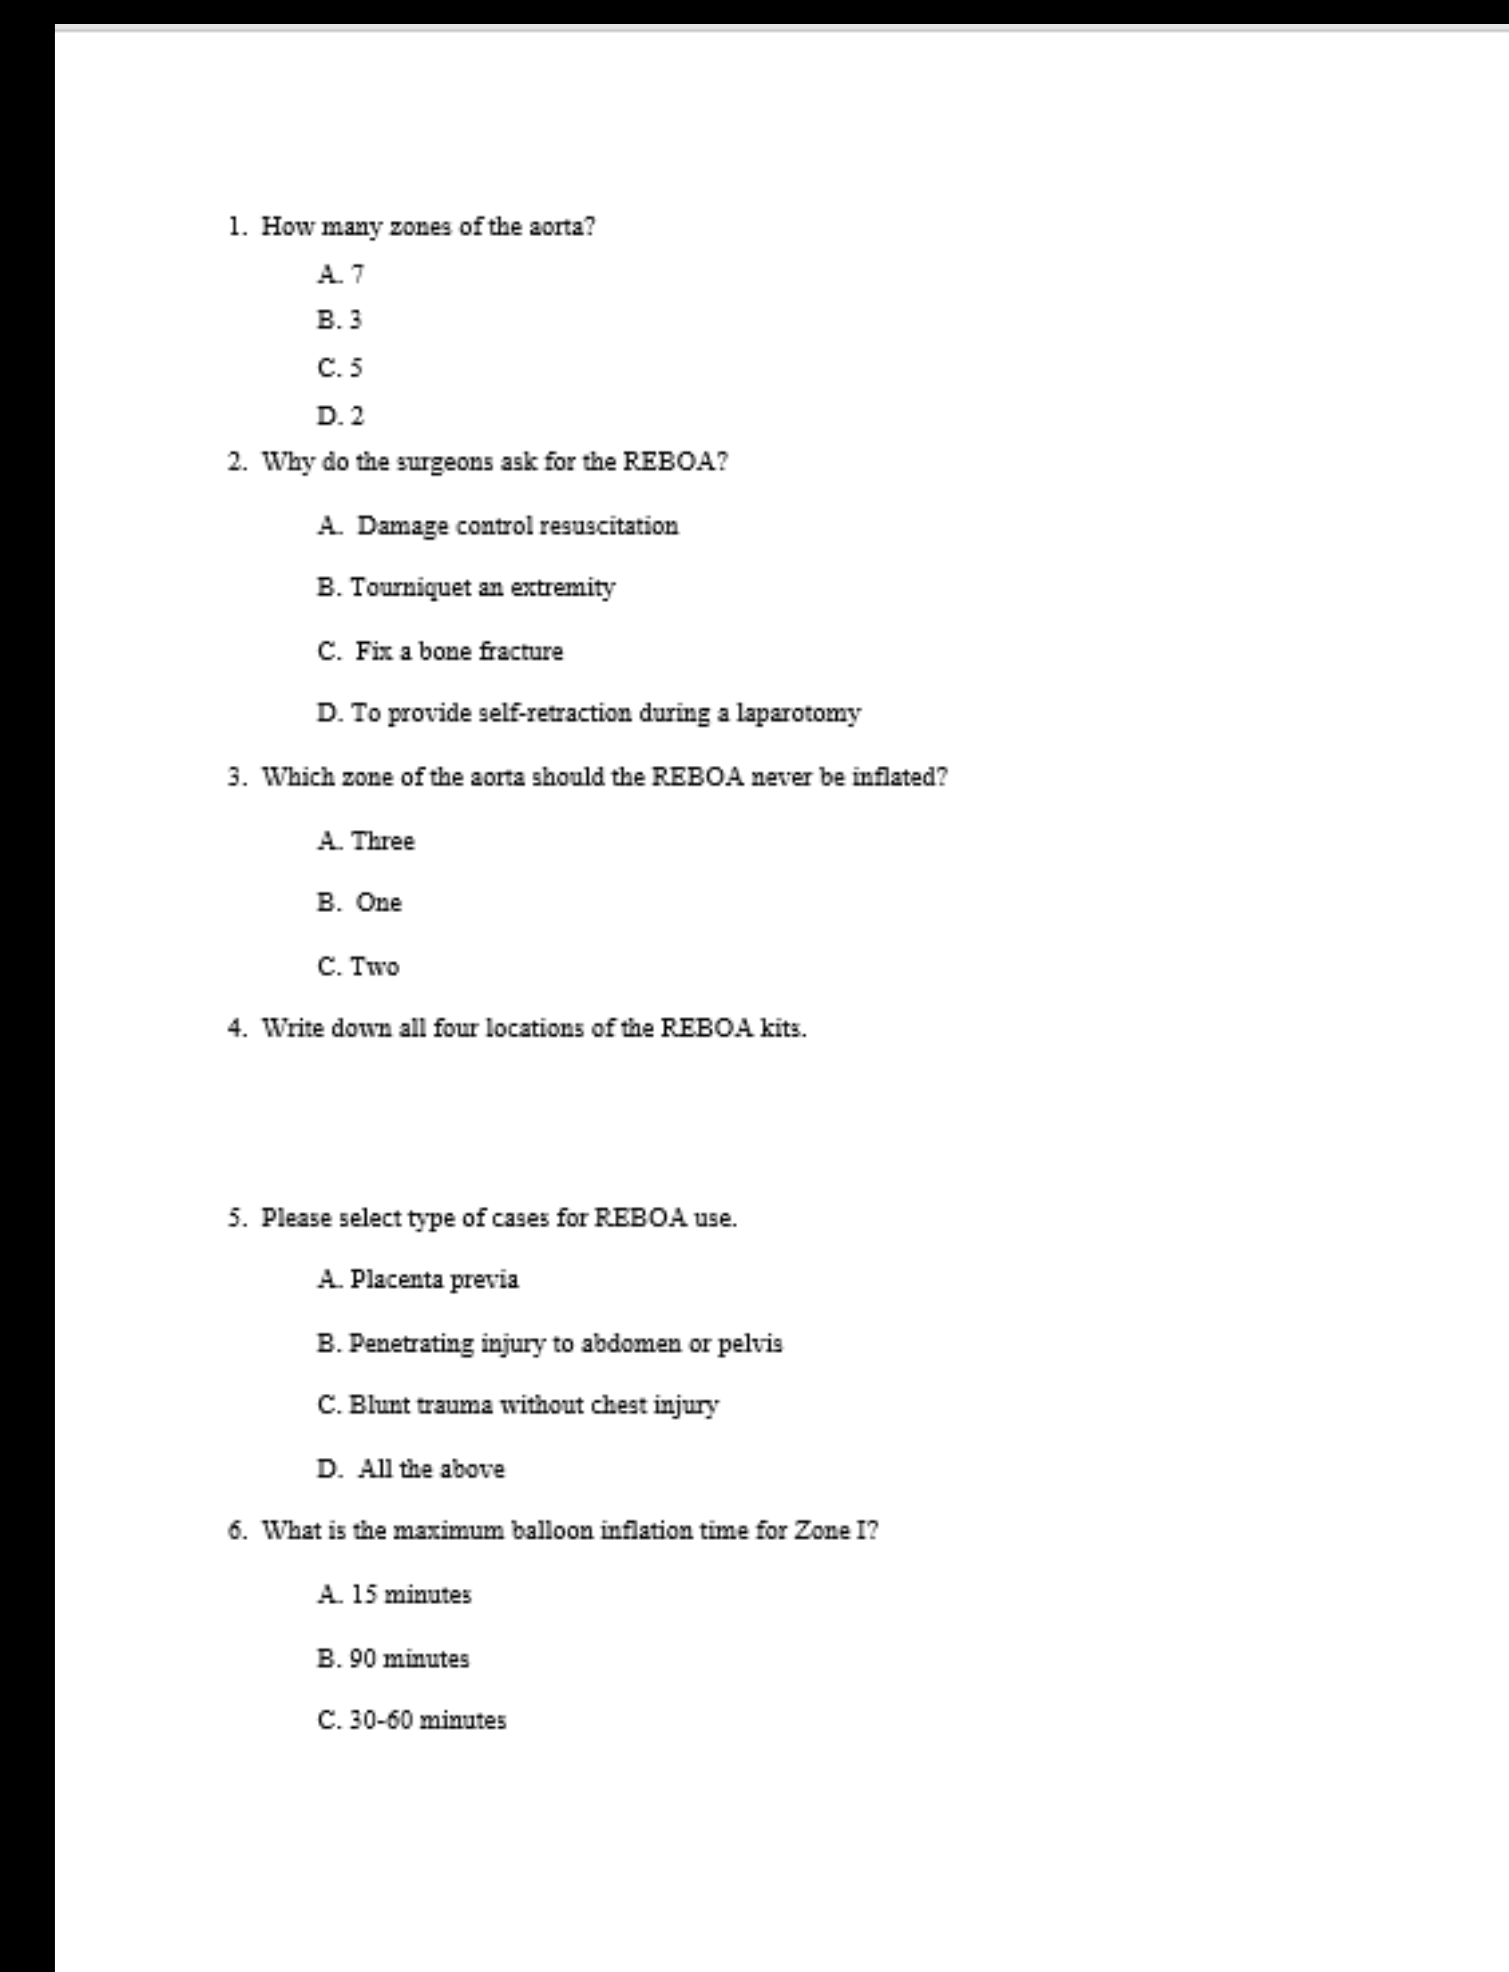 1. How many zones of the aorta?
A. 7
B. 3
C. 5
D. 2
2. Why do the surgeons ask for the REBOA?
A. Damage control resuscitation
B. Tourniquet an extremity
C. Fix a bone fracture
D. To provide self-retraction during a laparotomy
3. Which zone of the aorta should the REBOA never be inflated?
A. Three
B. One
C. Two
4. Write down all four locations of the REBOA kits.
5. Please select type of cases for REBOA use.
A. Placenta previa
B. Penetrating injury to abdomen or pelvis
C. Blunt trauma without chest injury
D. All the above
6. What is the maximum balloon inflation time for Zone I?
A. 15 minutes
B. 90 minutes
C. 30-60 minutes